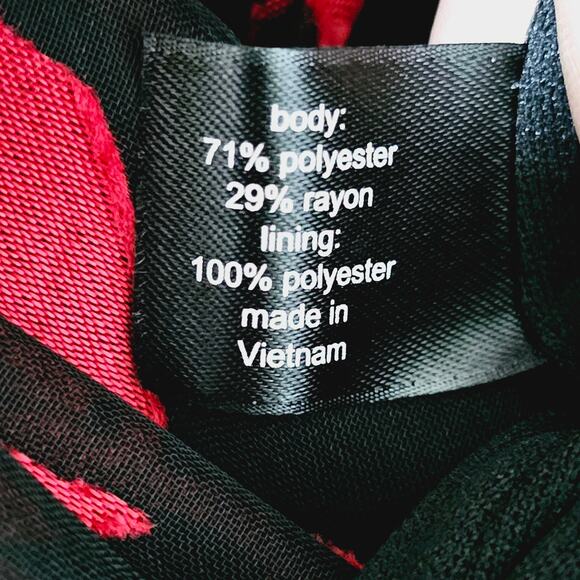 body:
71% polyester
29% rayon
lining:
100% polyester
made in
Vietnam